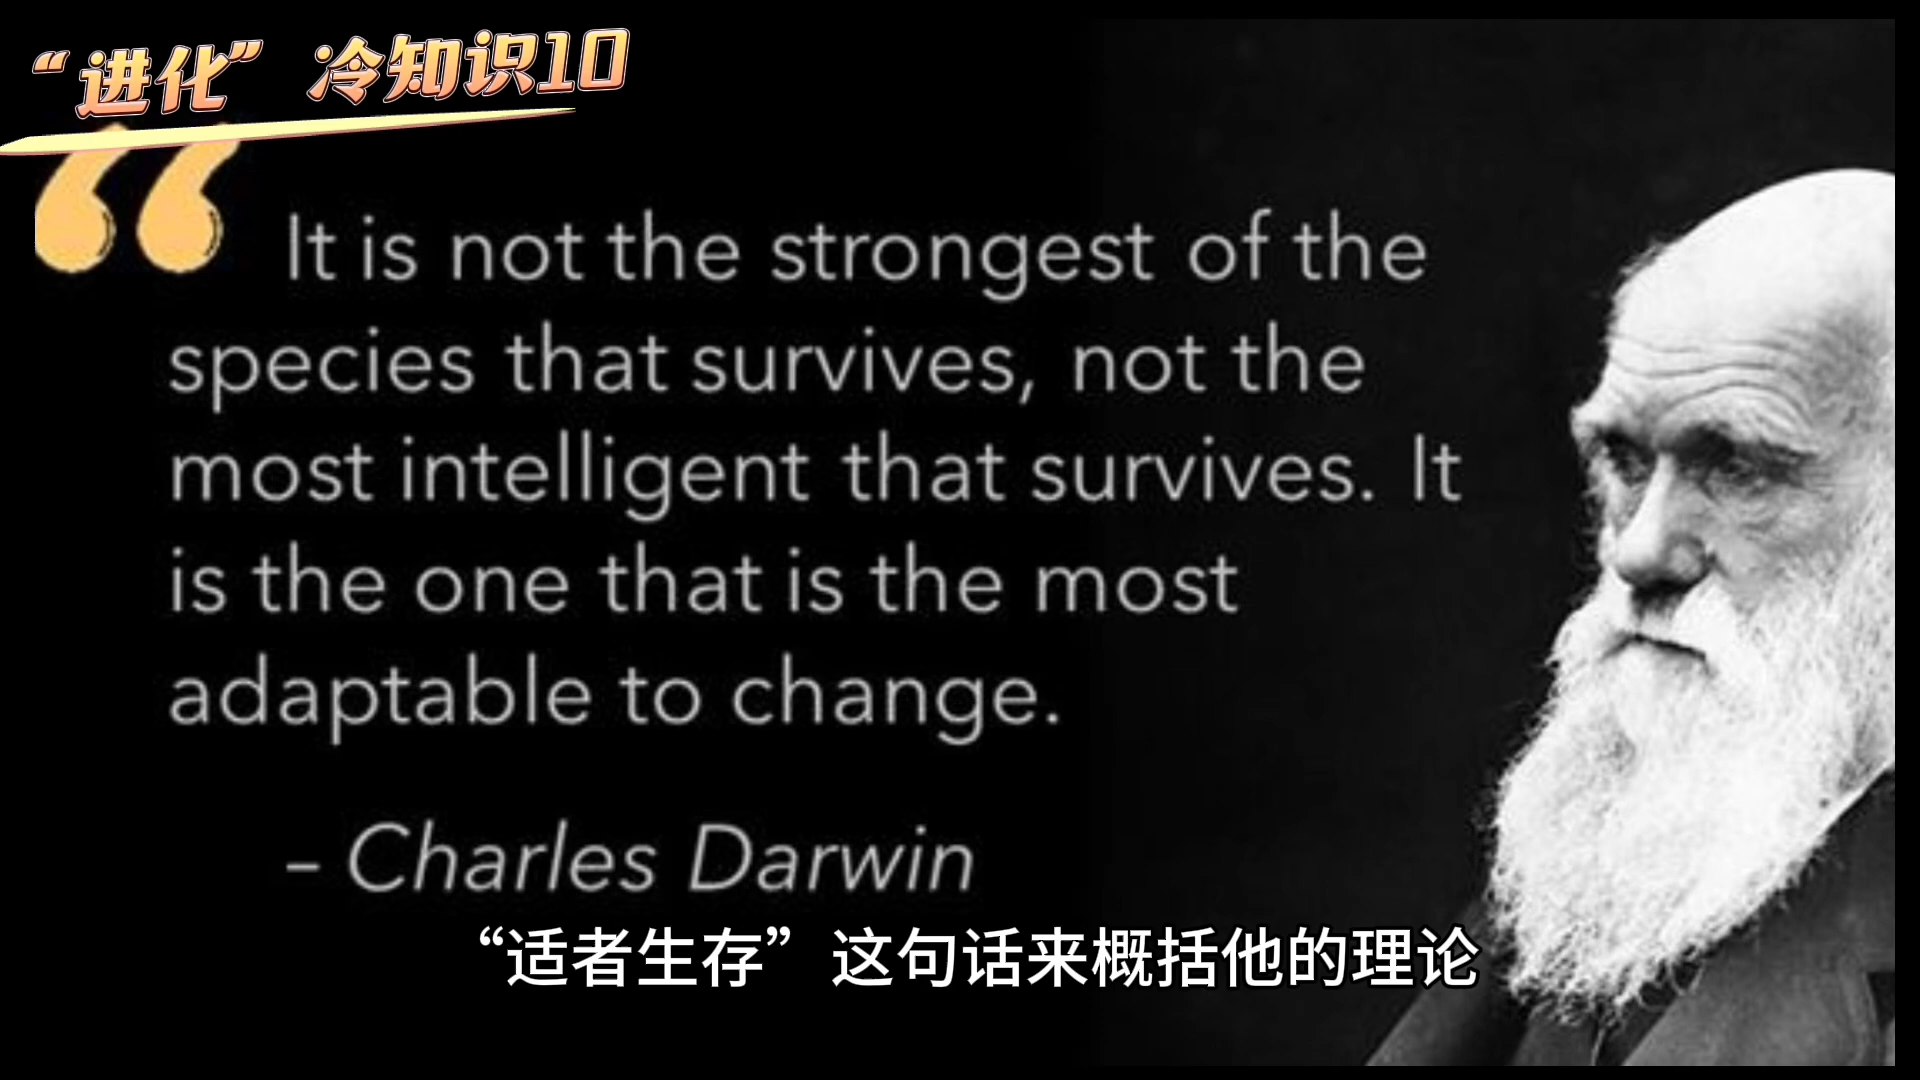 “进化” 冷知识10
“ It is not the strongest of the
species that survives, not the
most intelligent that survives. It
is the one that is the most
adaptable to change.
– Charles Darwin
“适者生存”这句话来概括他的理论